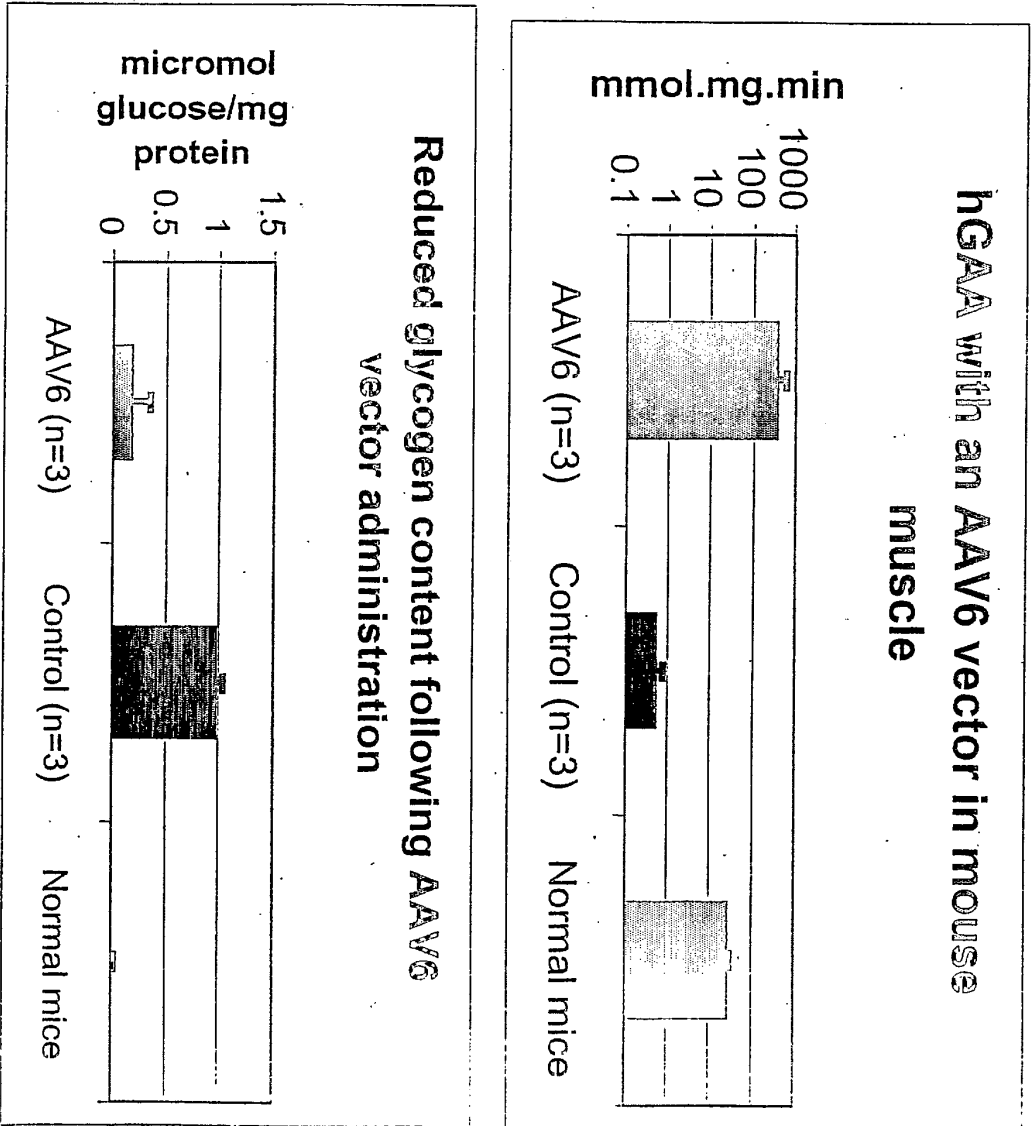 hGAA with an AAV6 vector in mouse
muscle
mmol.mg.min
1000
100
10
1
0.1
AAV6 (n=3)
Control (n=3)
Normal mice
Reduced glycogen content following AAV6
vector administration
micromol
glucose/mg
protein
1.5
1
0.5
0
AAV6 (n=3)
Control (n=3)
Normal mice